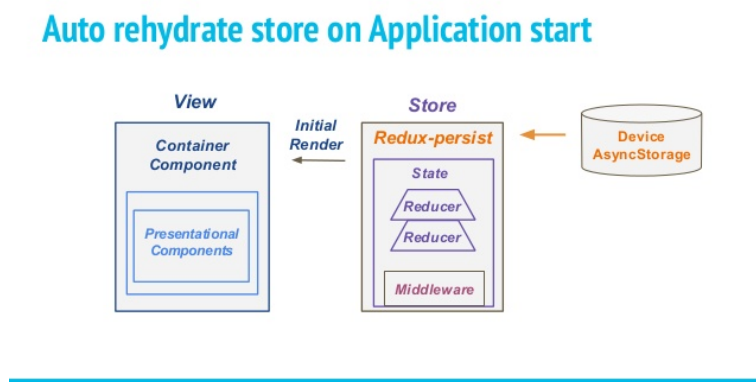 Auto rehydrate store on Application start
View
Container
Component
Presentational
Components
Initial
Render
Store
Redux-persist
State
Reducer
Reducer
Middleware
Device
AsyncStorage